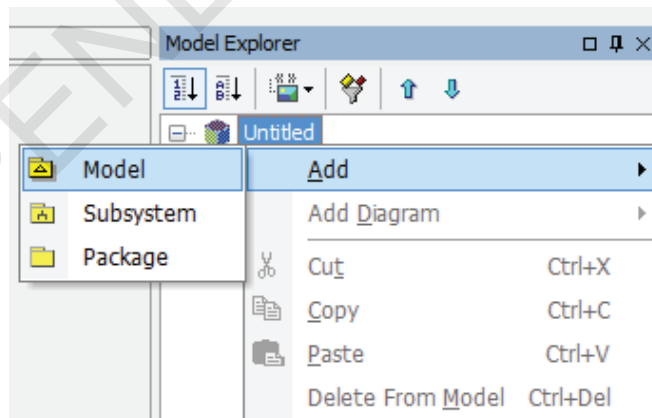 Model Explorer
Untitled
Model
Add
Subsystem
Add Diagram
Package
Cut Ctrl+X
Copy Ctrl+C
Paste Ctrl+V
Delete From Model Ctrl+Del